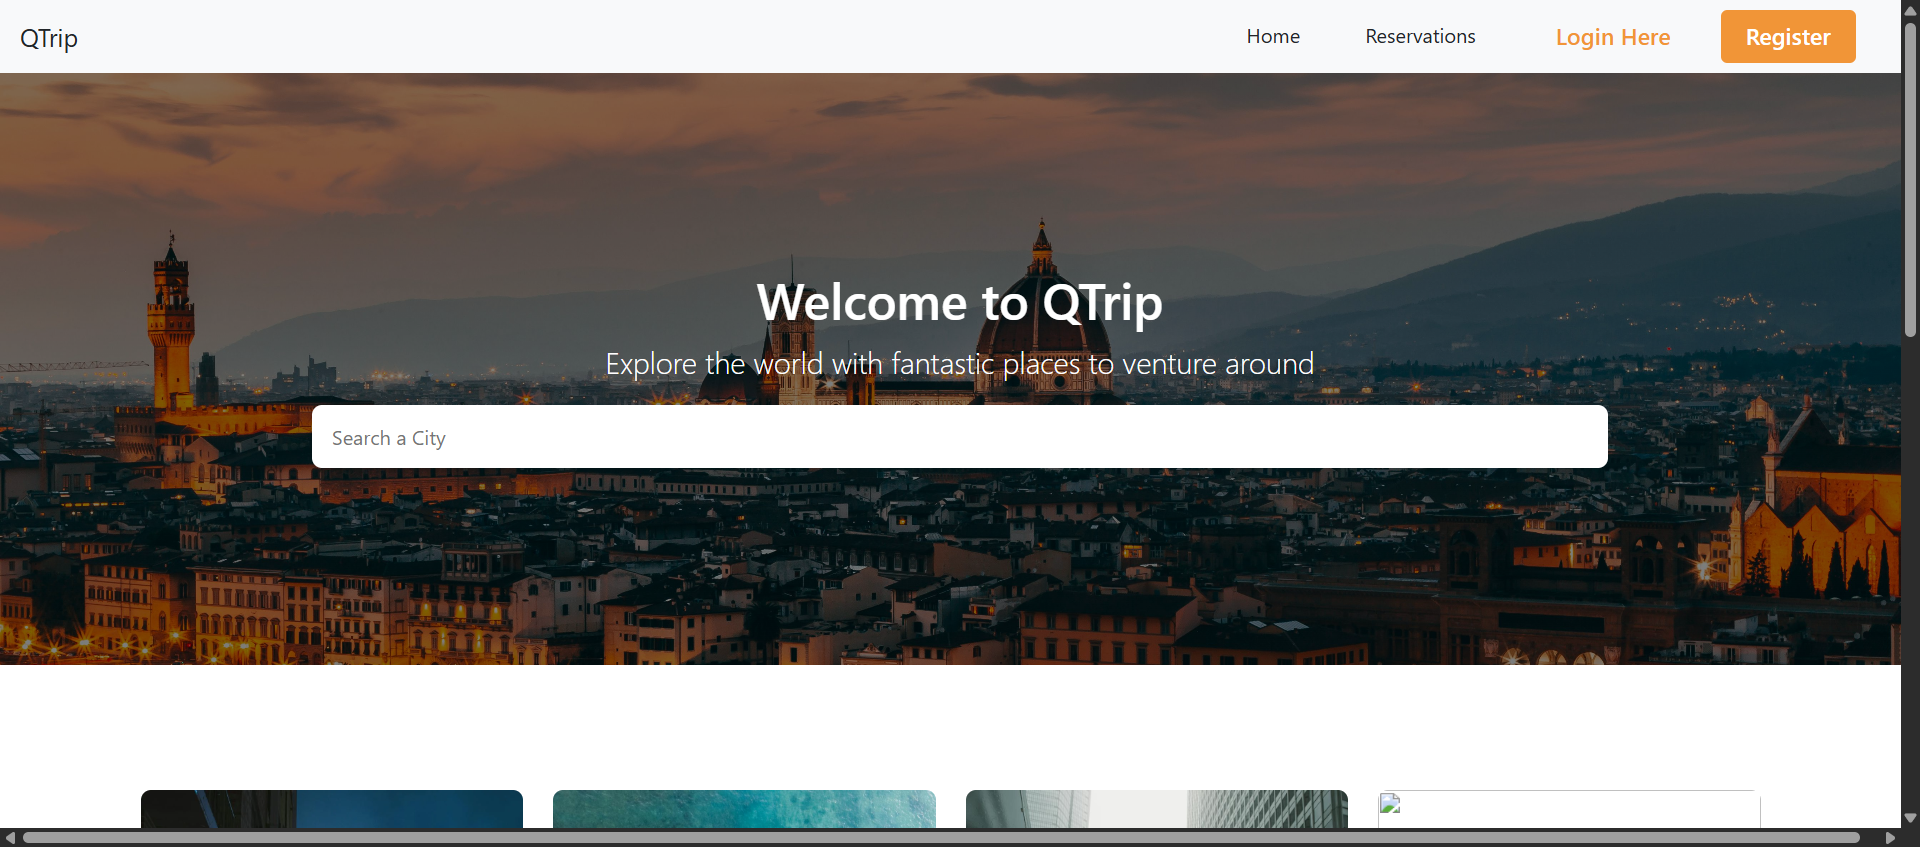 QTrip
Home
Reservations
Login Here
Register
Welcome to QTrip
Explore the world with fantastic places to venture around
Search a City